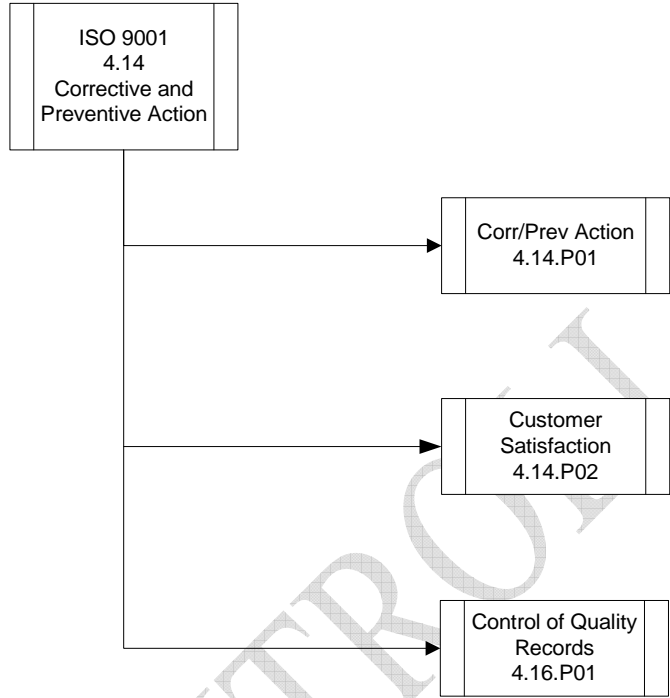 ISO 9001
4.14
Corrective and
Preventive Action
Corr/Prev Action
4.14.P01
Customer
Satisfaction
4.14.P02
Control of Quality
Records
4.16.P01